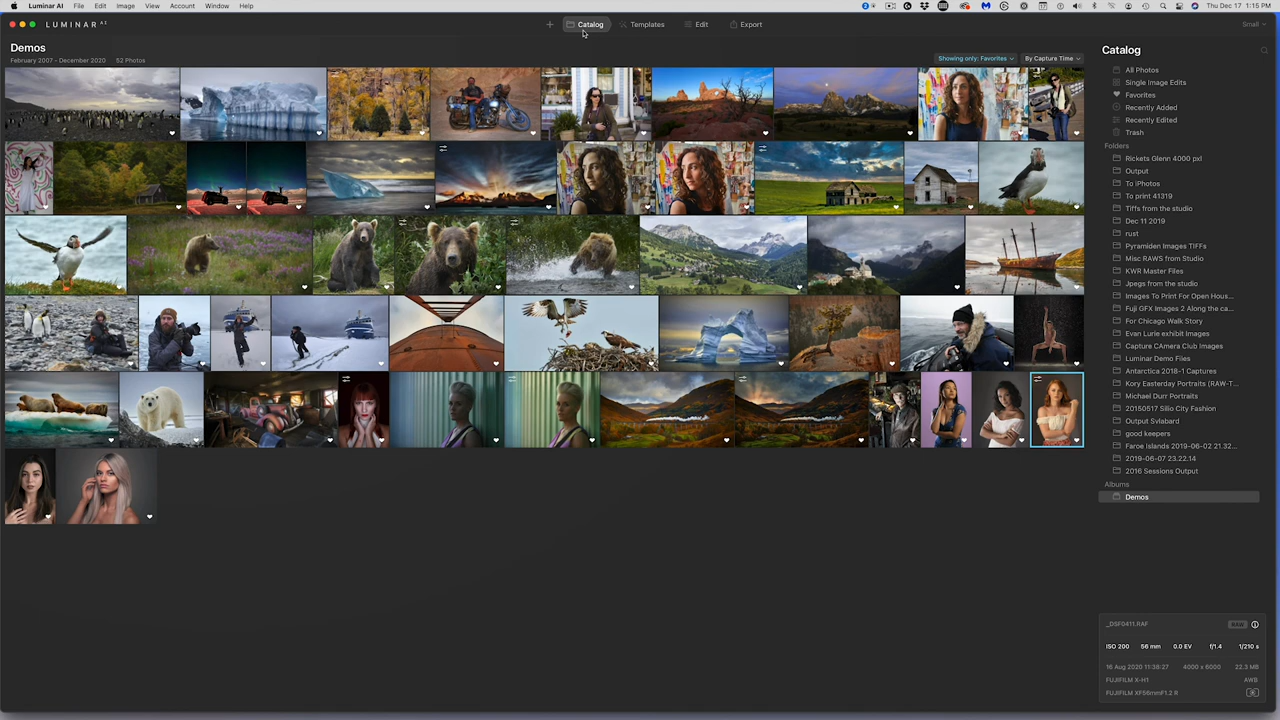 Luminar AI File Edit Image View Account Window Help
2
Thu Dec 17 1:15 PM
LUMINAR AI
+ Catalog Templates Edit Export Small
Demos
February 2007 - December 2020 52 Photos
Showing only: Favorites By Capture Time
Catalog
All Photos
Single Image Edits
Favorites
Recently Added
Recently Edited
Trash
Folders
Rickets Glenn 4000 pxl
Output
To iPhotos
To print 41319
Tiffs from the studio
Dec 11 2019
rust
Pyramiden Images TIFFs
Misc RAWS from Studio
KWR Master Files
Jpegs from the studio
Images To Print For Open Hous...
Fuji GFX Images 2 Along the ca...
For Chicago Walk Story
Evan Lurie exhibit Images
Capture CAmera Club Images
Luminar Demo Files
Antarctica 2018-1 Captures
Kory Easterday Portraits (RAW-T...
Michael Durr Portraits
20150517 Silio City Fashion
Output Svlabard
good keepers
Faroe Islands 2019-06-02 21.32...
2019-06-07 23.22.14
2016 Sessions Output
Albums
Demos
_DSF0411.RAF RAW
ISO 200 56 mm 0.0 EV f/1.4 1/210 s
16 Aug 2020 11:38:27 4000 x 6000 22.3 MB
FUJIFILM X-H1 AWB
FUJIFILM XF56mmF1.2 R